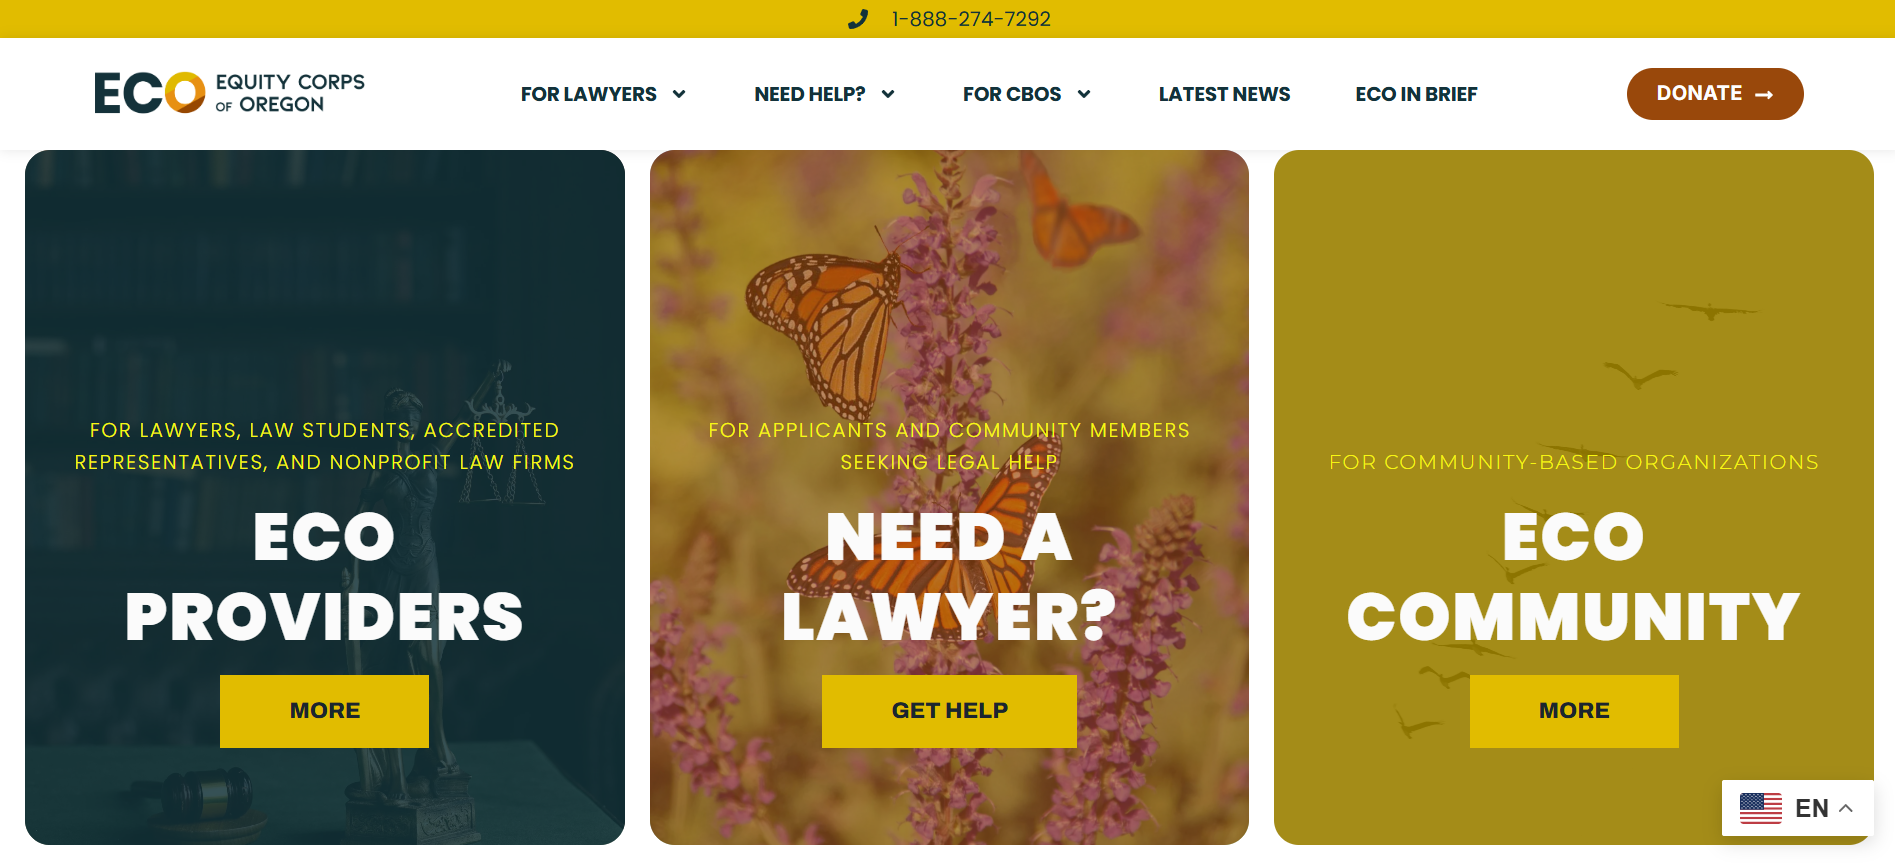 1-888-274-7292
ECO EQUITY CORPS
OF OREGON
FOR LAWYERS
NEED HELP?
FOR CBOS
LATEST NEWS
ECO IN BRIEF
DONATE
FOR LAWYERS, LAW STUDENTS, ACCREDITED
REPRESENTATIVES, AND NONPROFIT LAW FIRMS
ECO
PROVIDERS
MORE
FOR APPLICANTS AND COMMUNITY MEMBERS
SEEKING LEGAL HELP
NEED A
LAWYER?
GET HELP
FOR COMMUNITY-BASED ORGANIZATIONS
ECO
COMMUNITY
MORE
EN